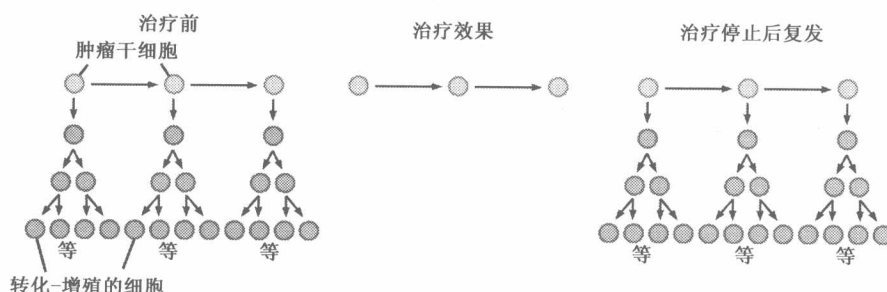 治疗前
肿瘤干细胞
治疗效果
治疗停止后复发
等 等 等
等 等 等
转化-增殖的细胞